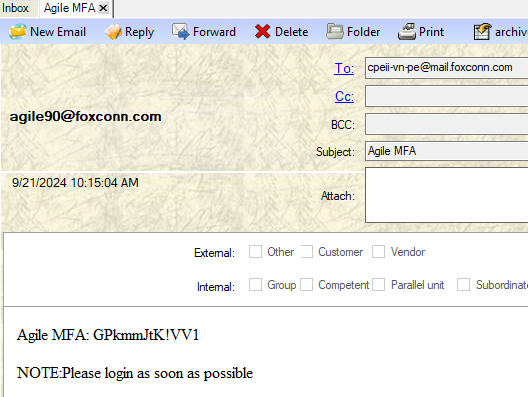 Inbox Agile MFA
New Email Reply Forward Delete Folder Print archiv
To: cpeii-vn-pe@mail.foxconn.com
Cc:
agile90@foxconn.com
BCC:
Subject: Agile MFA
9/21/2024 10:15:04 AM
Attach:
External: Other Customer Vendor
Internal: Group Competent Parallel unit Subordinate
Agile MFA: GPkmmJtK!VV1
NOTE:Please login as soon as possible